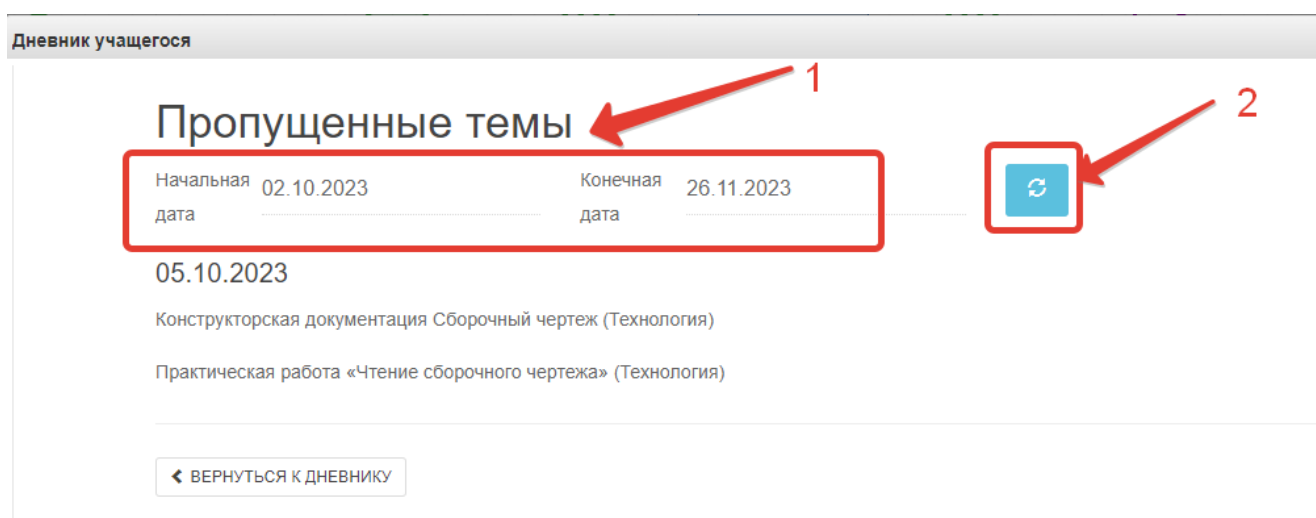 Дневник учащегося
1
Пропущенные темы
2
Начальная дата 02.10.2023 Конечная дата 26.11.2023
05.10.2023
Конструкторская документация Сборочный чертеж (Технология)
Практическая работа «Чтение сборочного чертежа» (Технология)
ВЕРНУТЬСЯ К ДНЕВНИКУ